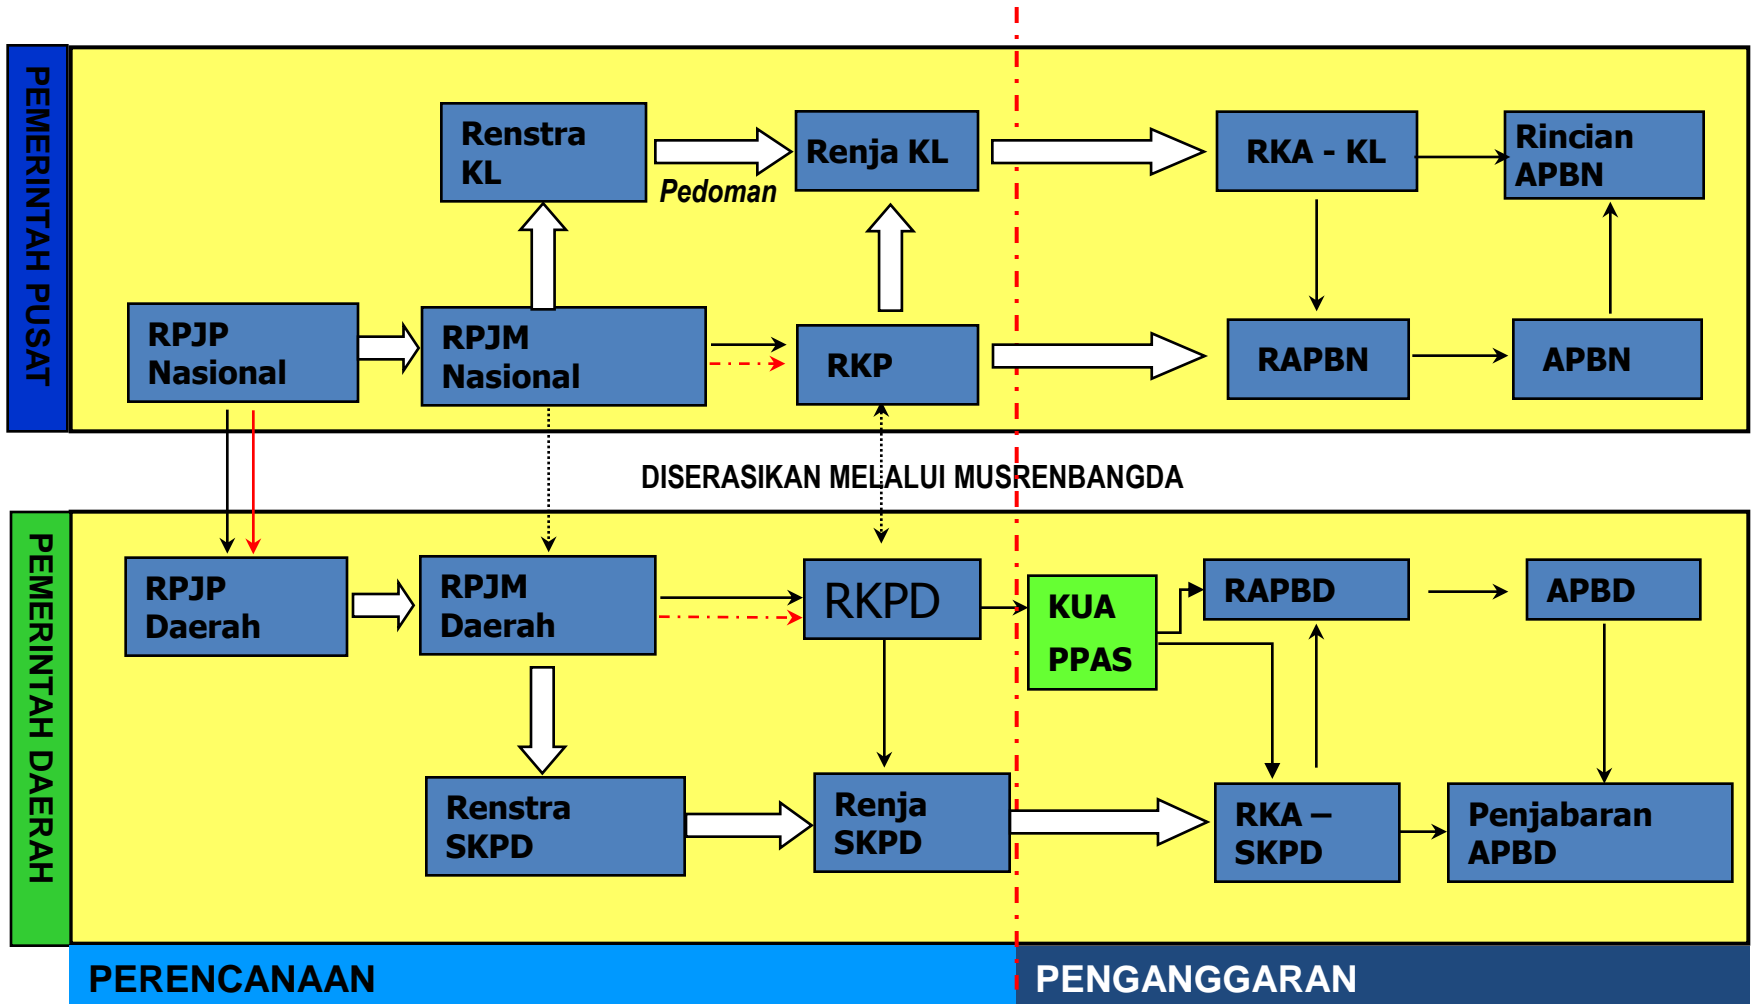 PEMERINTAH PUSAT
Renstra
KL
Pedoman
Renja KL
RKA - KL
Rincian
APBN
RPJP
Nasional
RPJM
Nasional
RKP
RAPBN
APBN
DISERASIKAN MELALUI MUSRENBANGDA
PEMERINTAH DAERAH
RPJP
Daerah
RPJM
Daerah
RKPD
KUA
PPAS
RAPBD
APBD
Renstra
SKPD
Renja
SKPD
RKA –
SKPD
Penjabaran
APBD
PERENCANAAN
PENGANGGARAN